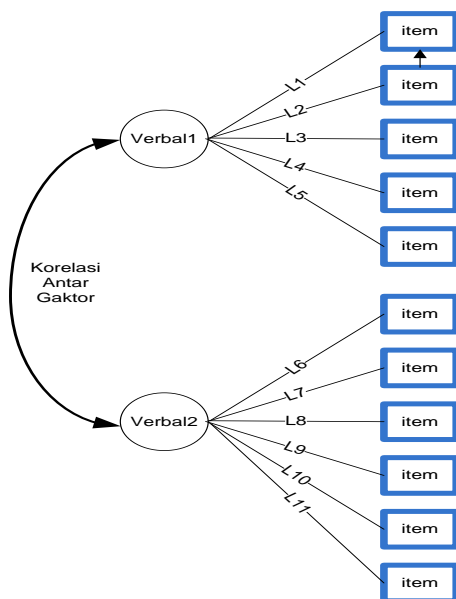 item
L1
item
L2
Verbal1
L3
item
L4
item
L5
item
Korelasi
Antar
Gaktor
item
L6
item
L7
Verbal2
L8
item
L9
item
L10
item
L11
item